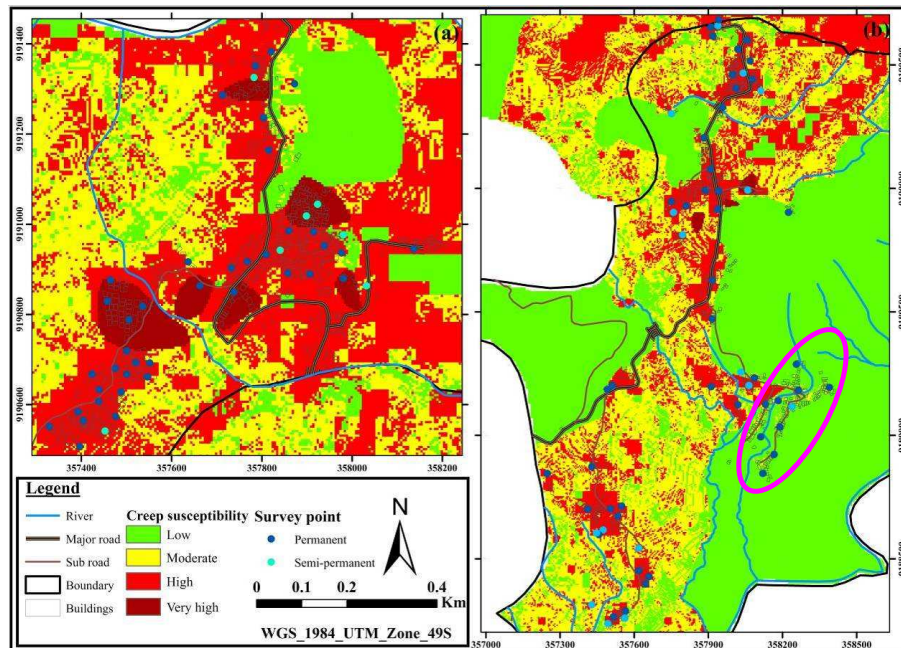 (a)
(b)
9191400
9191200
9191000
9190800
9190600
357400 357600 357800 358000 358200
357000 357300 357600 357900 358200 358500
Legend
River
Major road
Sub road
Boundary
Buildings
Creep susceptibility
Low
Moderate
High
Very high
Survey point
Permanent
Semi-permanent
N
0 0.2 0.4
Km
WGS_1984_UTM_Zone_49S